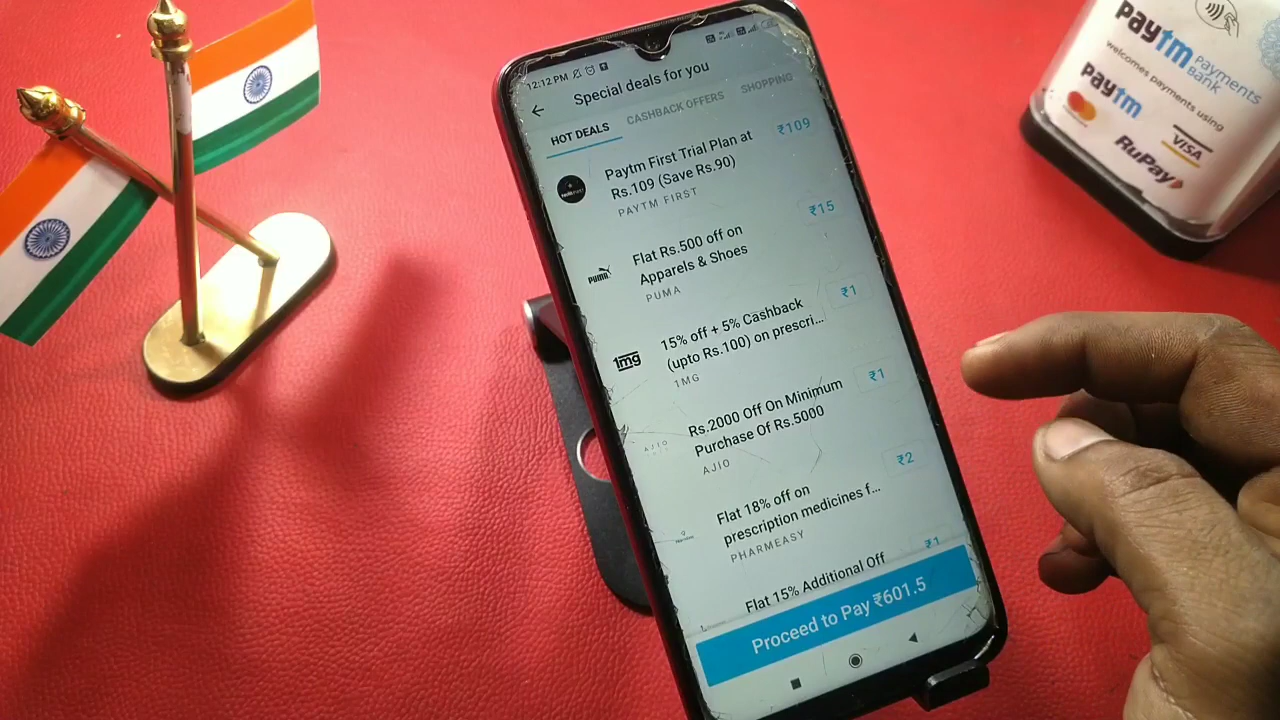 12:12 PM
Special deals for you
HOT DEALS
CASHBACK OFFERS
SHOPPING
Paytm First Trial Plan at
Rs.109 (Save Rs.90)
PAYTM FIRST
₹109
Flat Rs.500 off on
Apparels & Shoes
PUMA
₹15
PUMA
15% off + 5% Cashback
(upto Rs.100) on prescri...
1MG
₹1
1mg
Rs.2000 Off On Minimum
Purchase Of Rs.5000
AJIO
₹1
AJIO
Flat 18% off on
prescription medicines f...
PHARMEASY
₹2
Flat 15% Additional Off
₹1
Proceed to Pay ₹601.5
paytm Payments
Bank
welcomes payments using
paytm
VISA
RuPay